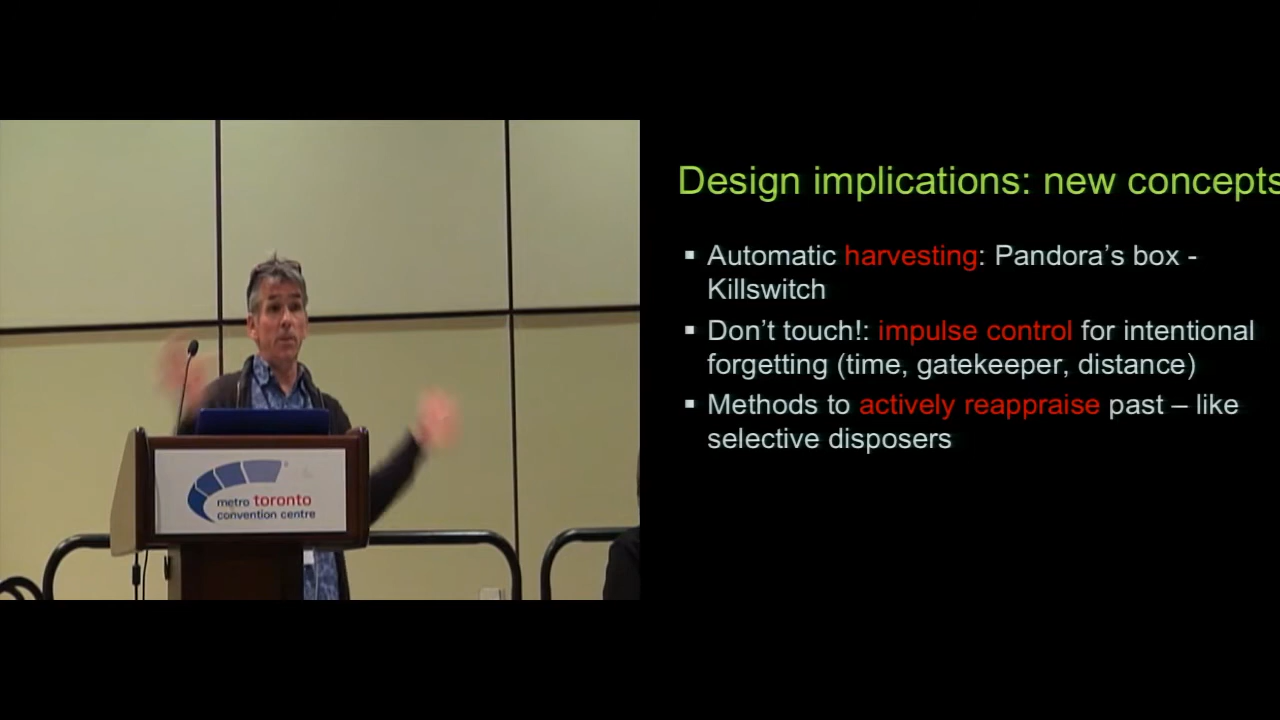 Design implications: new concepts
▪ Automatic harvesting: Pandora’s box -
Killswitch
▪ Don’t touch!: impulse control for intentional
forgetting (time, gatekeeper, distance)
▪ Methods to actively reappraise past – like
selective disposers
metro toronto
convention centre